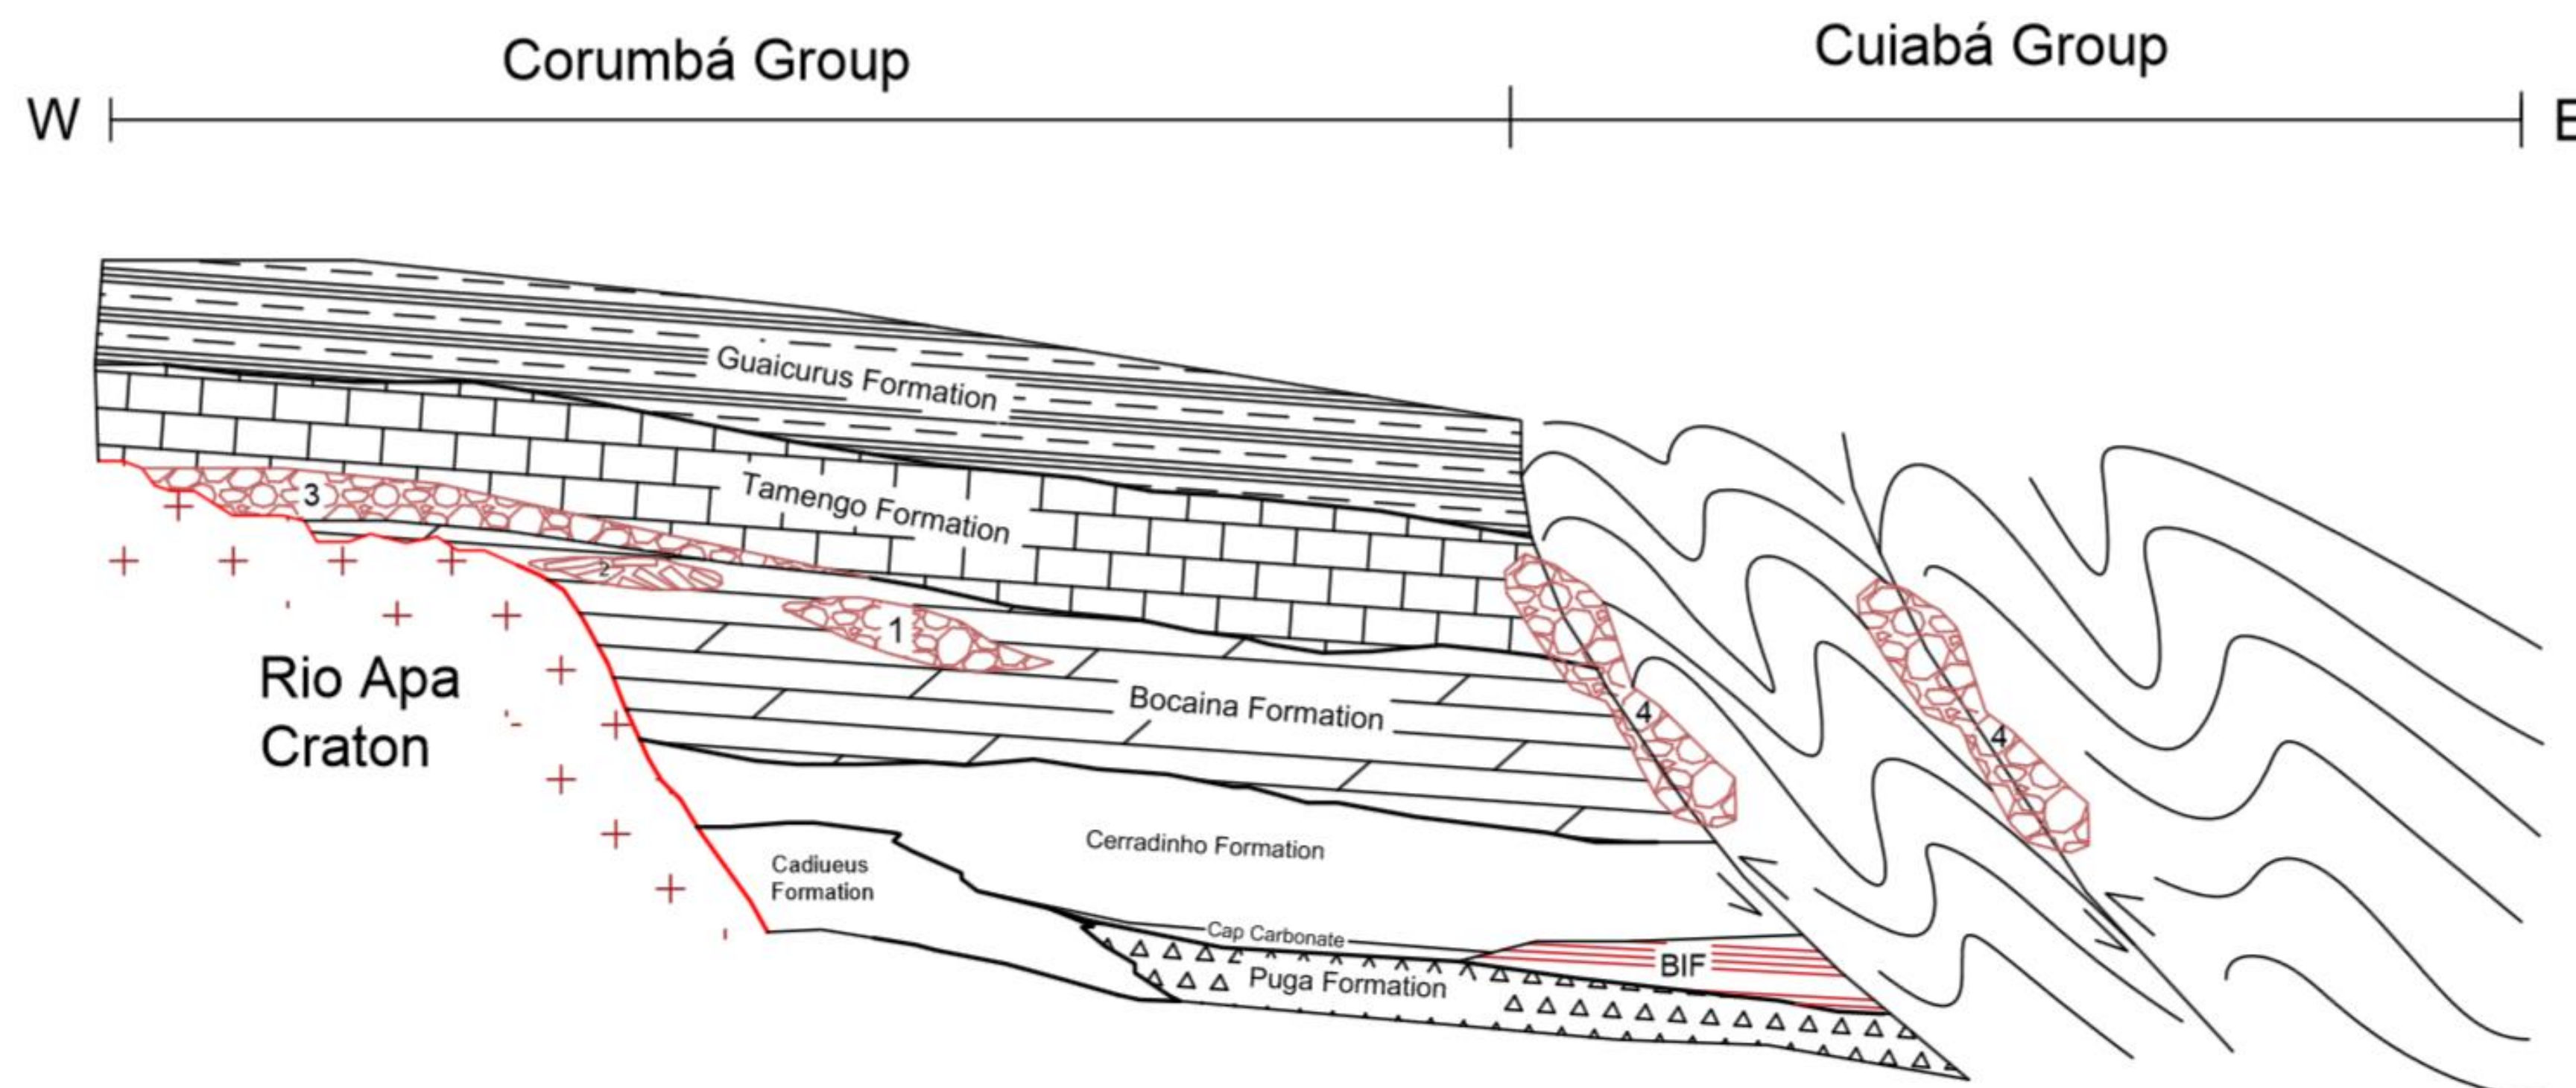 Corumbá Group
Cuiabá Group
W
E
Guaicurus Formation
Tamengo Formation
3
2
1
Rio Apa
Craton
Bocaina Formation
4
4
Cerradinho Formation
Cadiueus
Formation
Cap Carbonate
BIF
Puga Formation